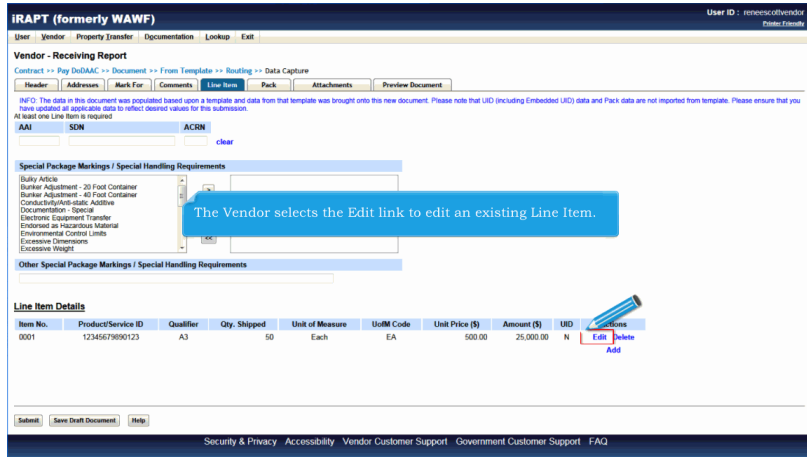 User ID : reneescottvendor
iRAPT (formerly WAWF)
Printer Friendly
User Vendor Property Transfer Documentation Lookup Exit
Vendor - Receiving Report
Contract >> Pay DoDAAC >> Document >> From Template >> Routing >> Data Capture
Header Addresses Mark For Comments Line Item Pack Attachments Preview Document
INFO: The data in this document was populated based upon a template and data from that template was brought onto this new document. Please note that UID (including Embedded UID) data and Pack data are not imported from template. Please ensure that you
have updated all applicable data to reflect desired values for this submission.
At least one Line Item is required
AAI SDN ACRN
clear
Special Package Markings / Special Handling Requirements
Bulky Article
Bunker Adjustment - 20 Foot Container
Bunker Adjustment - 40 Foot Container
Conductivity/Anti-static Additive
Documentation - Special
Electronic Equipment Transfer
Endorsed as Hazardous Material
Environmental Control Limits
Excessive Dimensions
Excessive Weight
<<
The Vendor selects the Edit link to edit an existing Line Item.
Other Special Package Markings / Special Handling Requirements
Line Item Details
Item No. Product/Service ID Qualifier Qty. Shipped Unit of Measure UofM Code Unit Price ($) Amount ($) UID
0001 12345679890123 A3 50 Each EA 500.00 25,000.00 N Edit Delete
Add
Submit Save Draft Document Help
Security & Privacy Accessibility Vendor Customer Support Government Customer Support FAQ